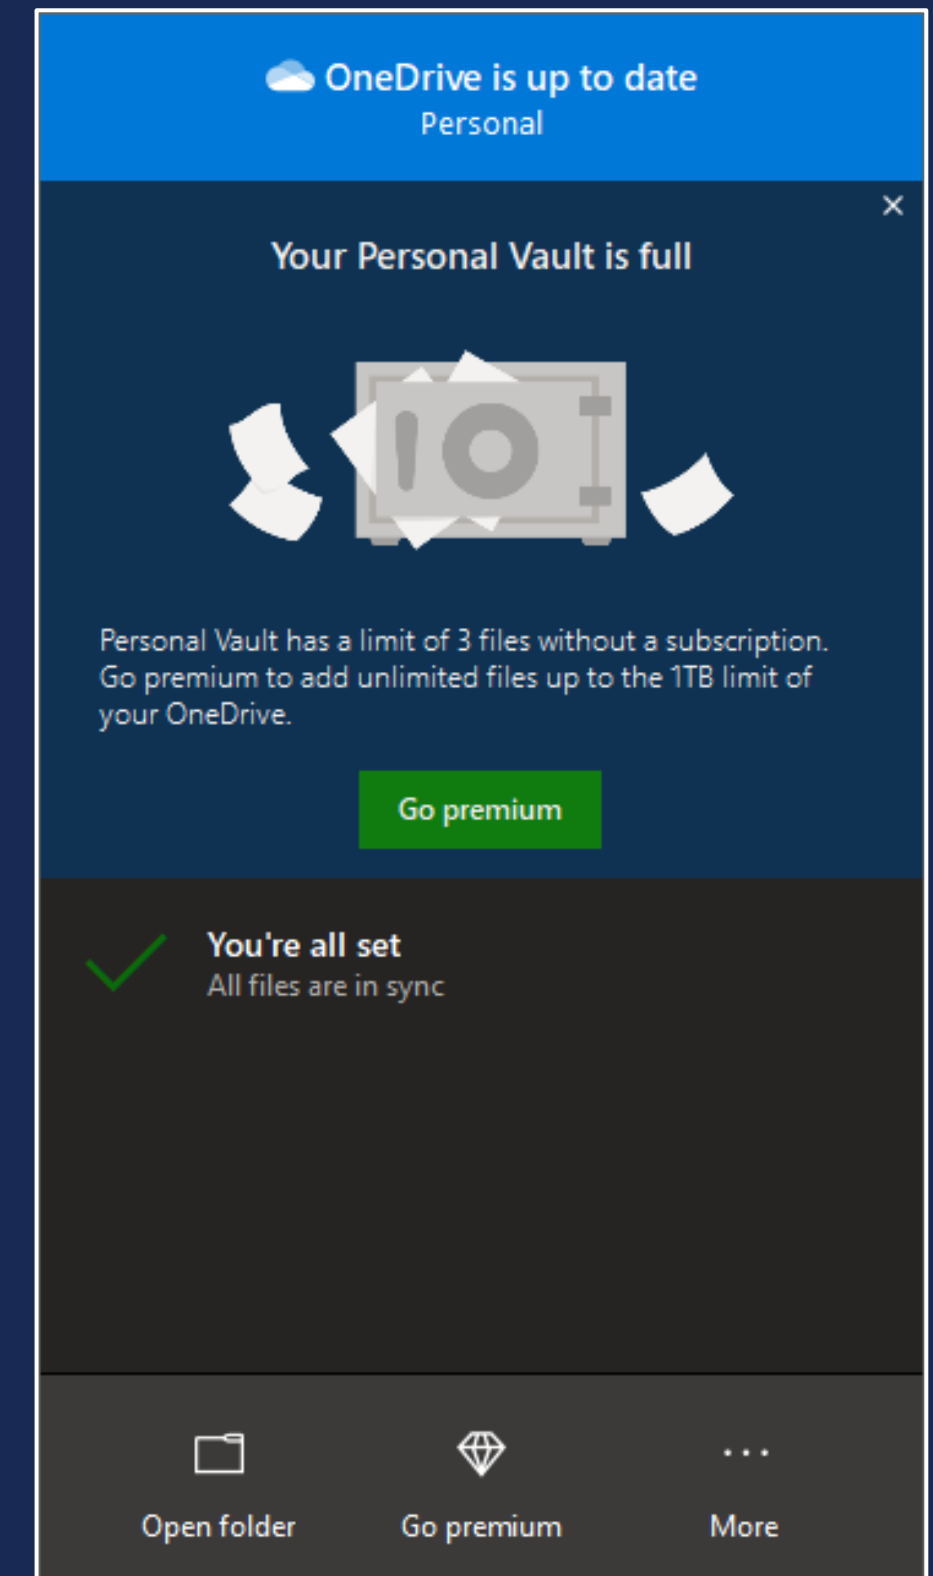 OneDrive is up to date
Personal
Your Personal Vault is full
Personal Vault has a limit of 3 files without a subscription.
Go premium to add unlimited files up to the 1TB limit of
your OneDrive.
Go premium
You're all set
All files are in sync
Open folder
Go premium
More